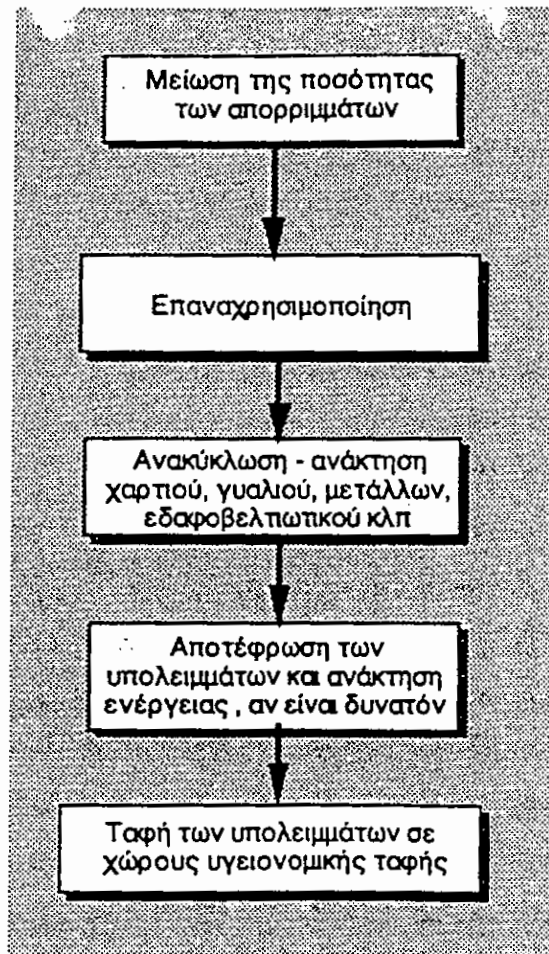 Μείωση της ποσότητας
των απορριμμάτων
Επαναχρησιμοποίηση
Ανακύκλωση - ανάκτηση
χαρτιού, γυαλιού, μετάλλων,
εδαφοβελτιωτικού κλπ
Αποτέφρωση των
υπολειμμάτων και ανάκτηση
ενέργειας , αν είναι δυνατόν
Ταφή των υπολειμμάτων σε
χώρους υγειονομικής ταφής